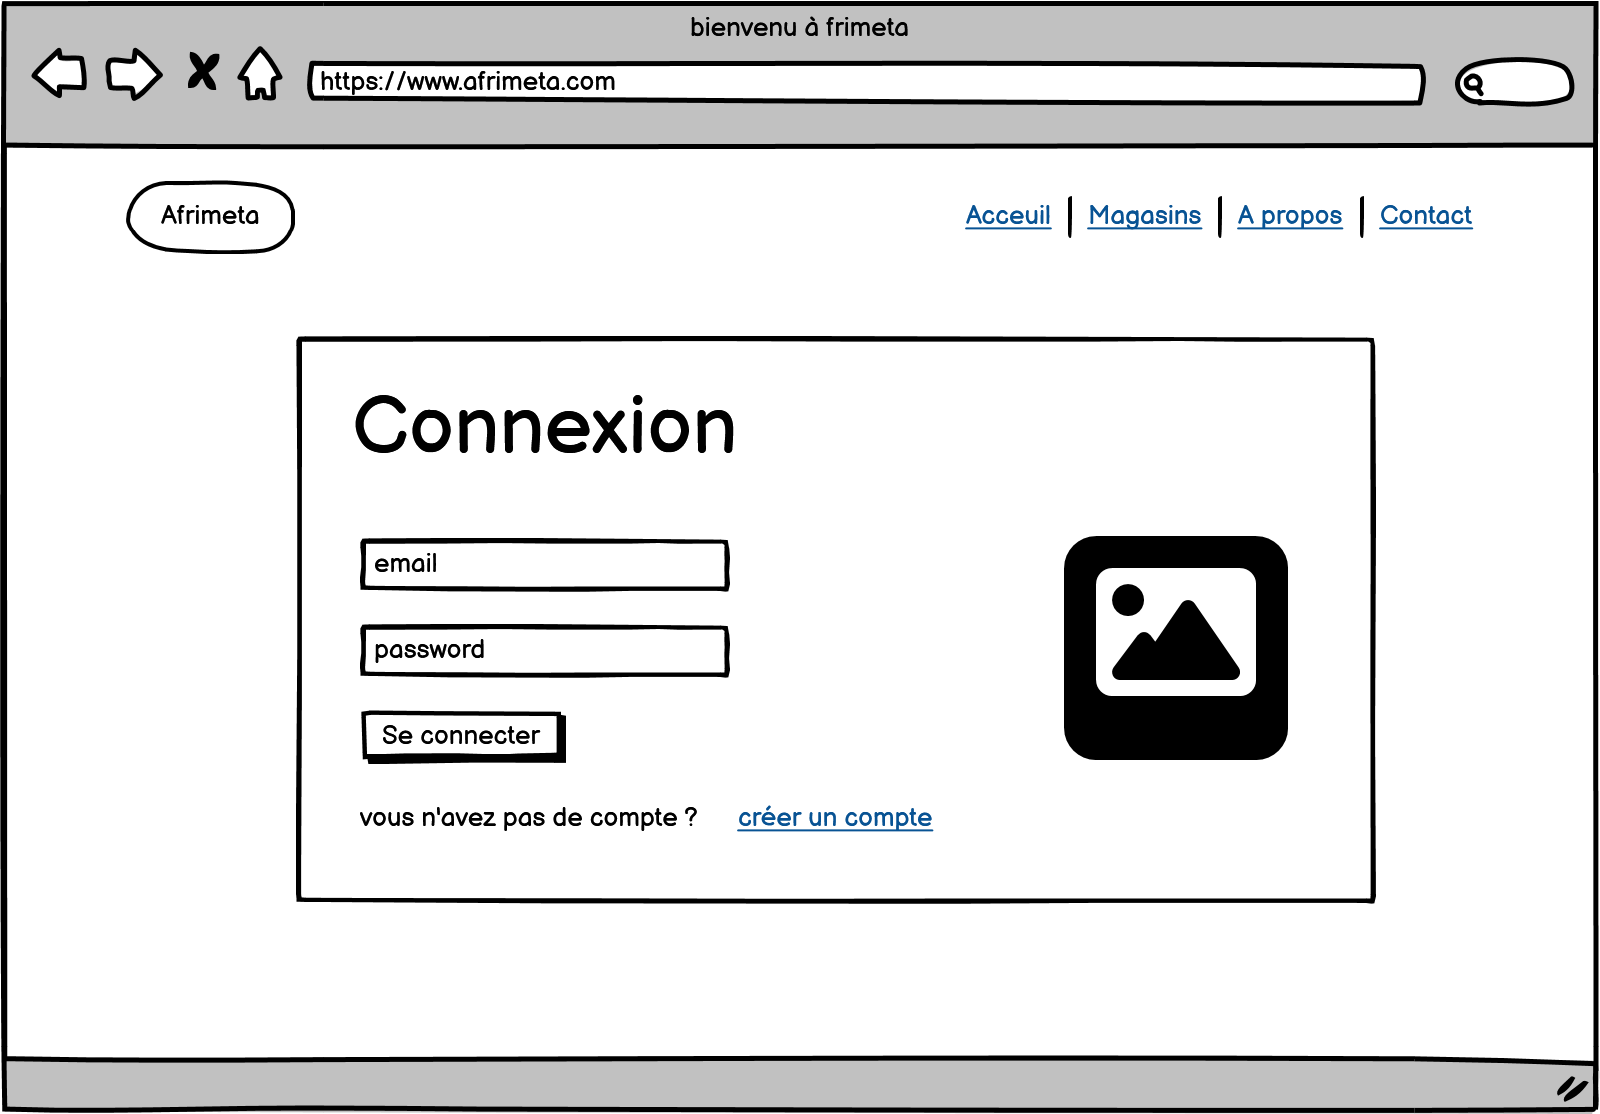 bienvenu à frimeta
https://www.afrimeta.com
Afrimeta
Acceuil Magasins A propos Contact
Connexion
email
password
Se connecter
vous n'avez pas de compte ? créer un compte